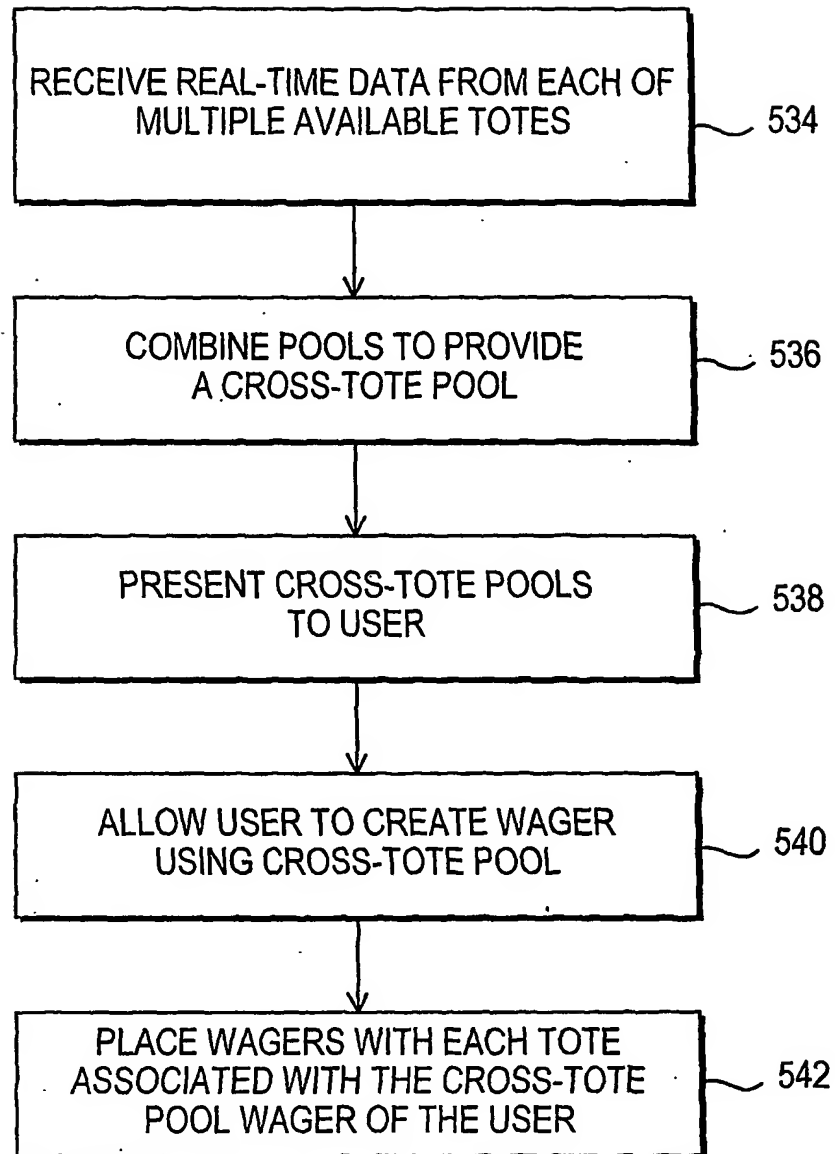 RECEIVE REAL-TIME DATA FROM EACH OF
MULTIPLE AVAILABLE TOTES
534
COMBINE POOLS TO PROVIDE
A CROSS-TOTE POOL
536
PRESENT CROSS-TOTE POOLS
TO USER
538
ALLOW USER TO CREATE WAGER
USING CROSS-TOTE POOL
540
PLACE WAGERS WITH EACH TOTE
ASSOCIATED WITH THE CROSS-TOTE
POOL WAGER OF THE USER
542